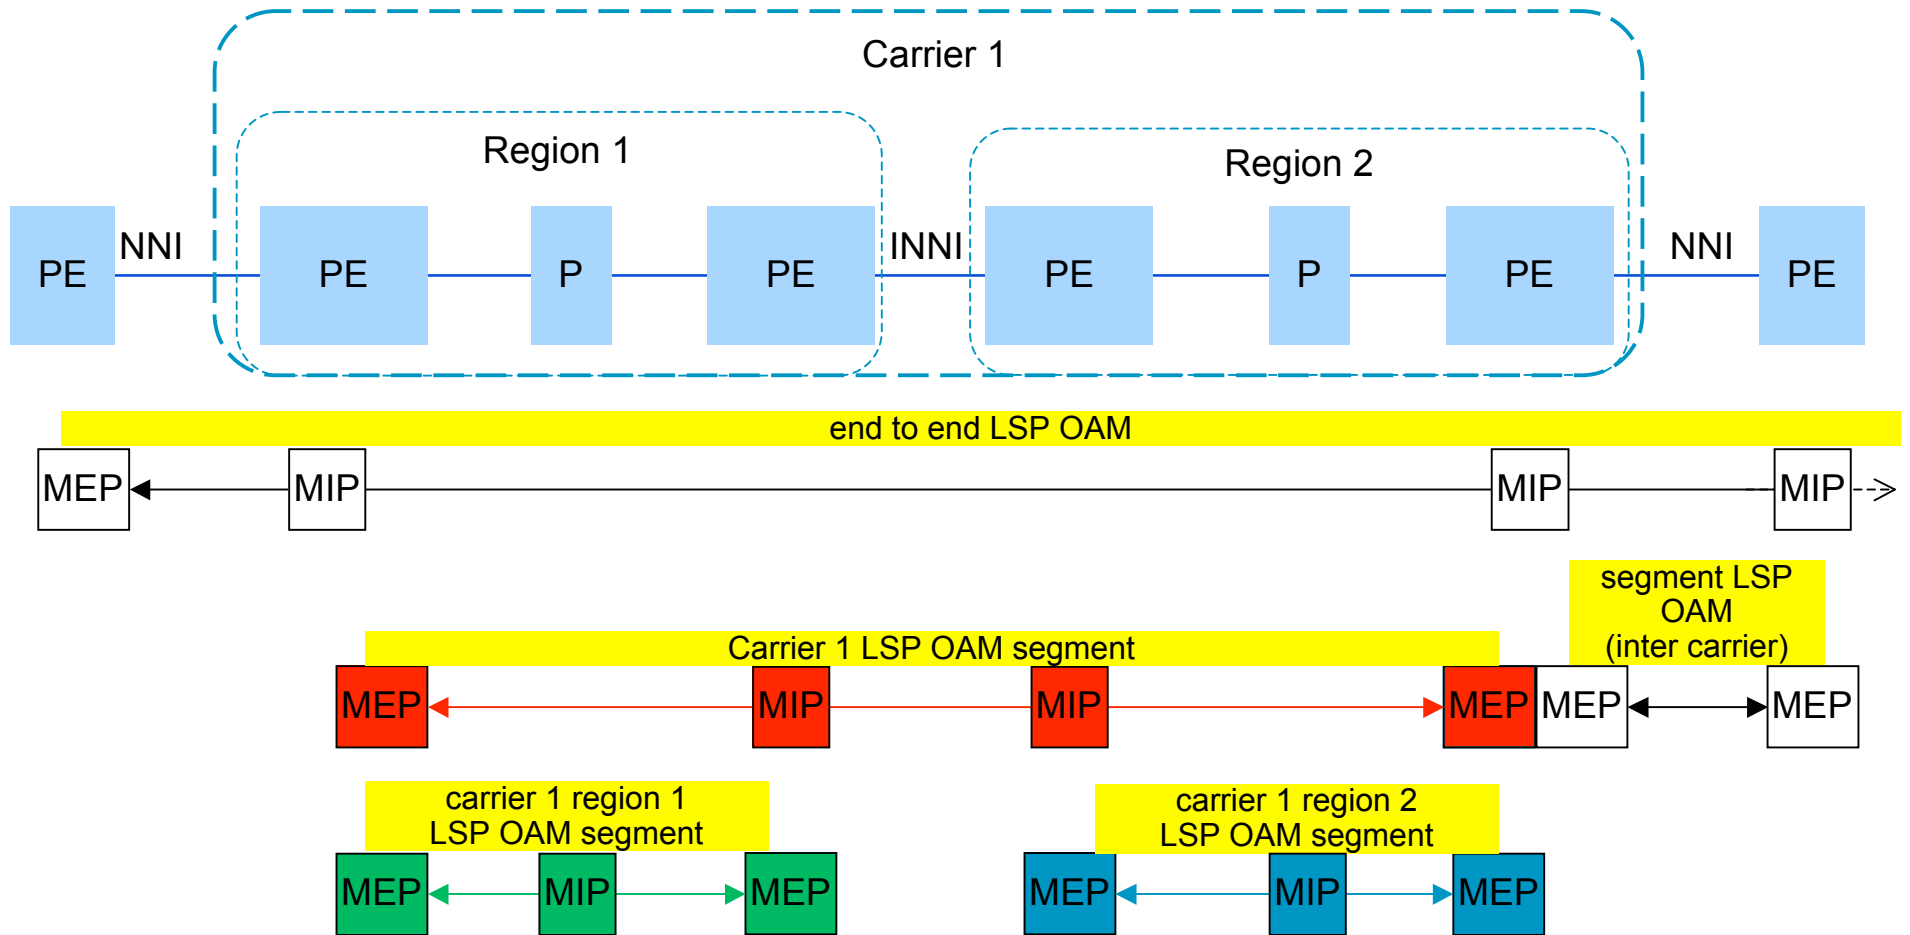 Carrier 1
Region 1
Region 2
PE NNI PE P PE INNI PE P PE NNI PE
end to end LSP OAM
MEP MIP MIP MIP
segment LSP
OAM
(inter carrier)
Carrier 1 LSP OAM segment
MEP MIP MIP MEP MEP MEP
carrier 1 region 1
LSP OAM segment
carrier 1 region 2
LSP OAM segment
MEP MIP MEP MEP MIP MEP